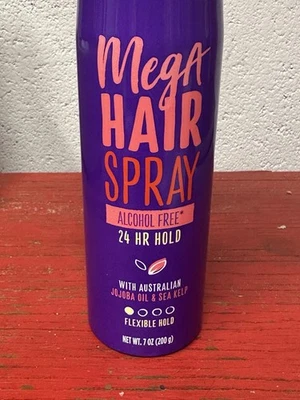 MegA
HAIR
SPRAY
ALCOHOL FREE*
24 HR HOLD
WITH AUSTRALIAN
JOJOBA OIL & SEA KELP
FLEXIBLE HOLD
NET WT. 7 OZ (200 g)